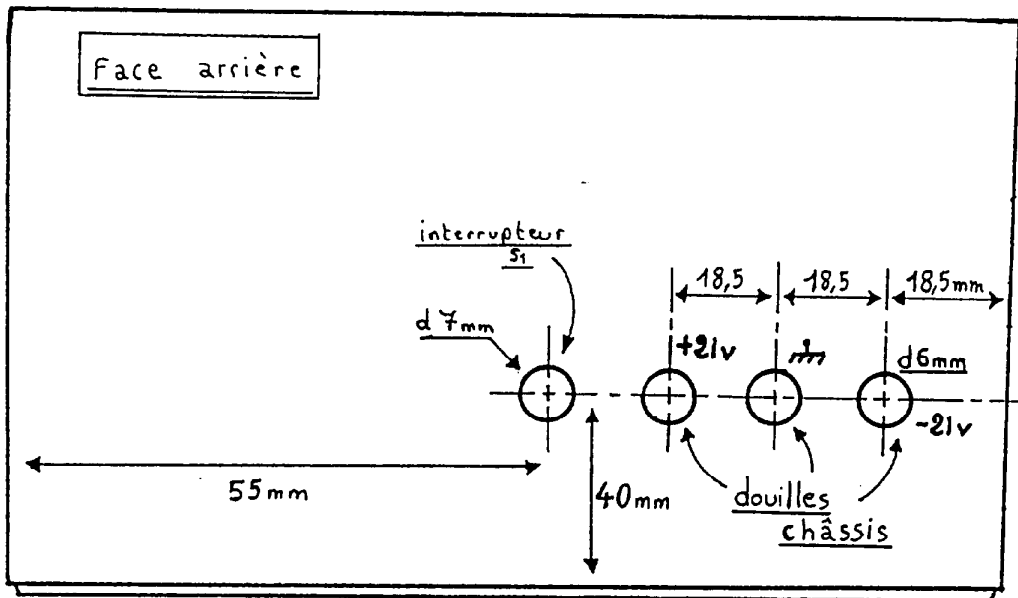 Face arrière
interrupteur
S1
18,5
18,5
18,5mm
d 7mm
+21v
d6mm
-21v
55mm
40mm
douilles
châssis